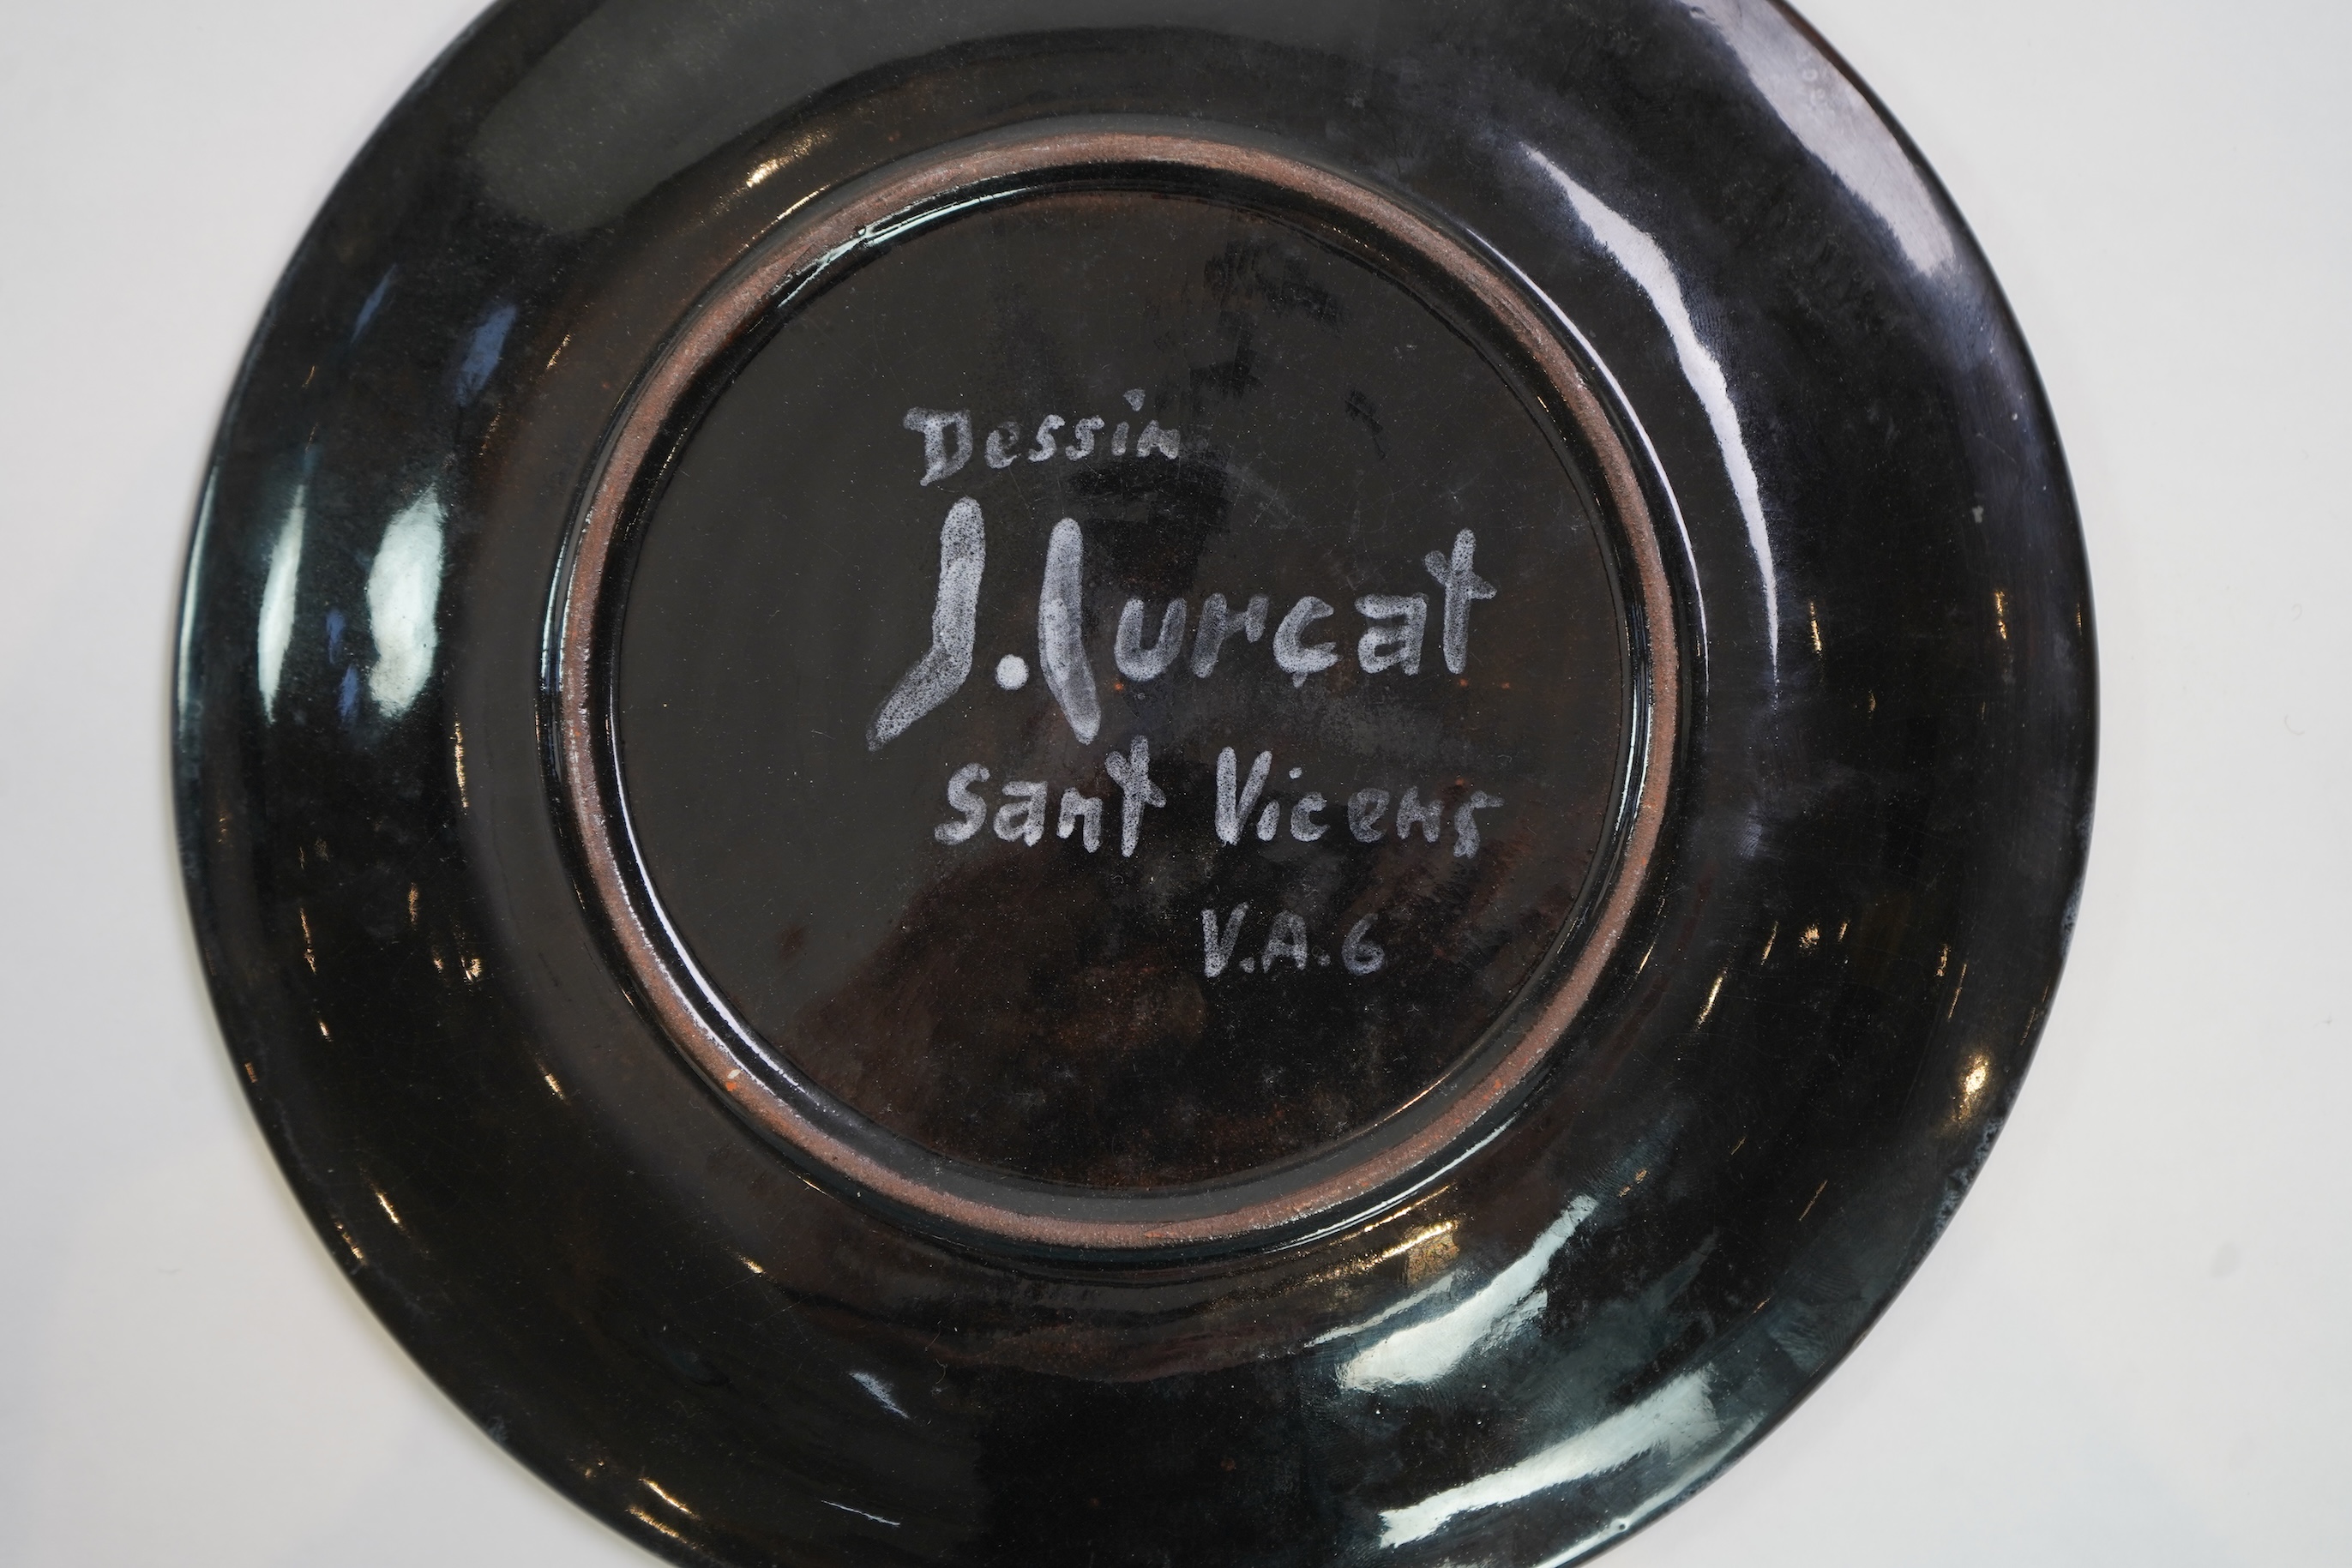 Dessin
J. Lurçat
Sant Vicens
V.A.6